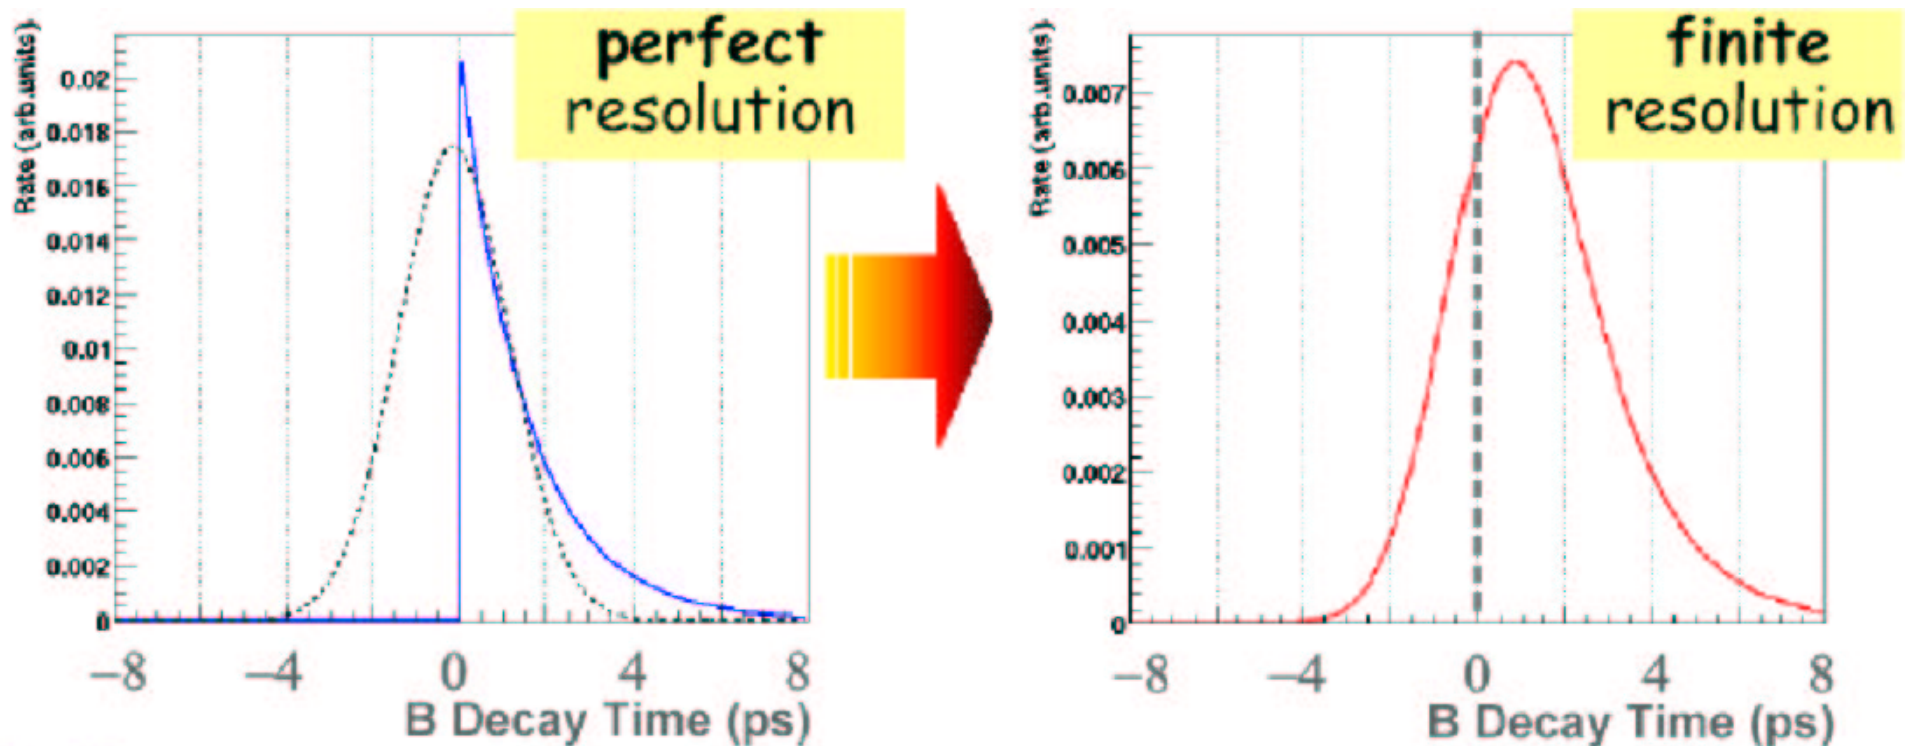 perfect
resolution
Rate (arb.units)
0.02
0.018
0.016
0.014
0.012
0.01
0.008
0.006
0.004
0.002
0
−8 −4 0 4 8
B Decay Time (ps)
finite
resolution
Rate (arb.units)
0.007
0.006
0.005
0.004
0.003
0.002
0.001
0
−8 −4 0 4 8
B Decay Time (ps)